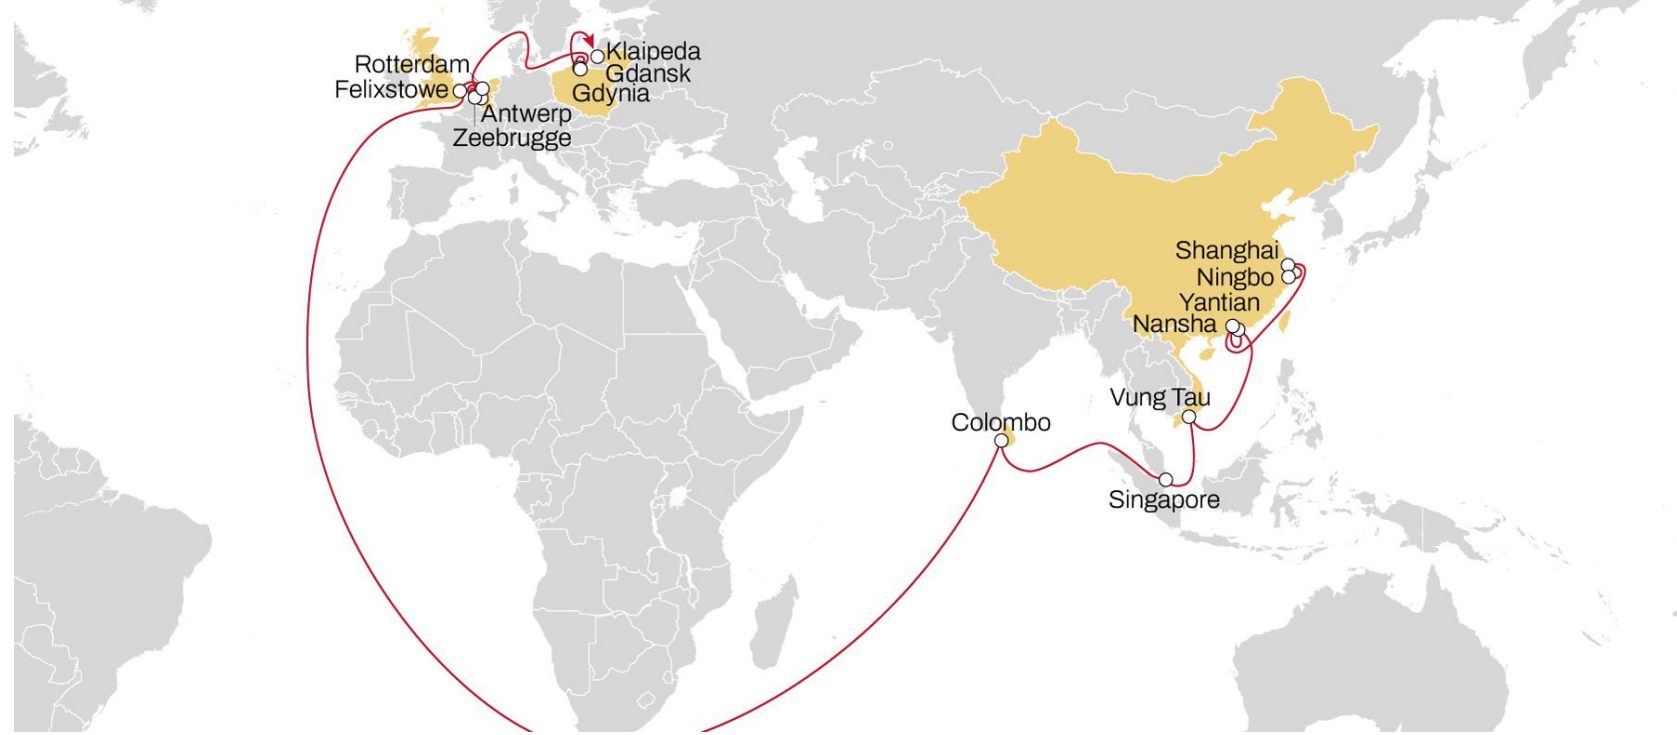 Rotterdam
Felixstowe
Antwerp
Zeebrugge
Klaipeda
Gdansk
Gdynia
Shanghai
Ningbo
Yantian
Nansha
Vung Tau
Colombo
Singapore